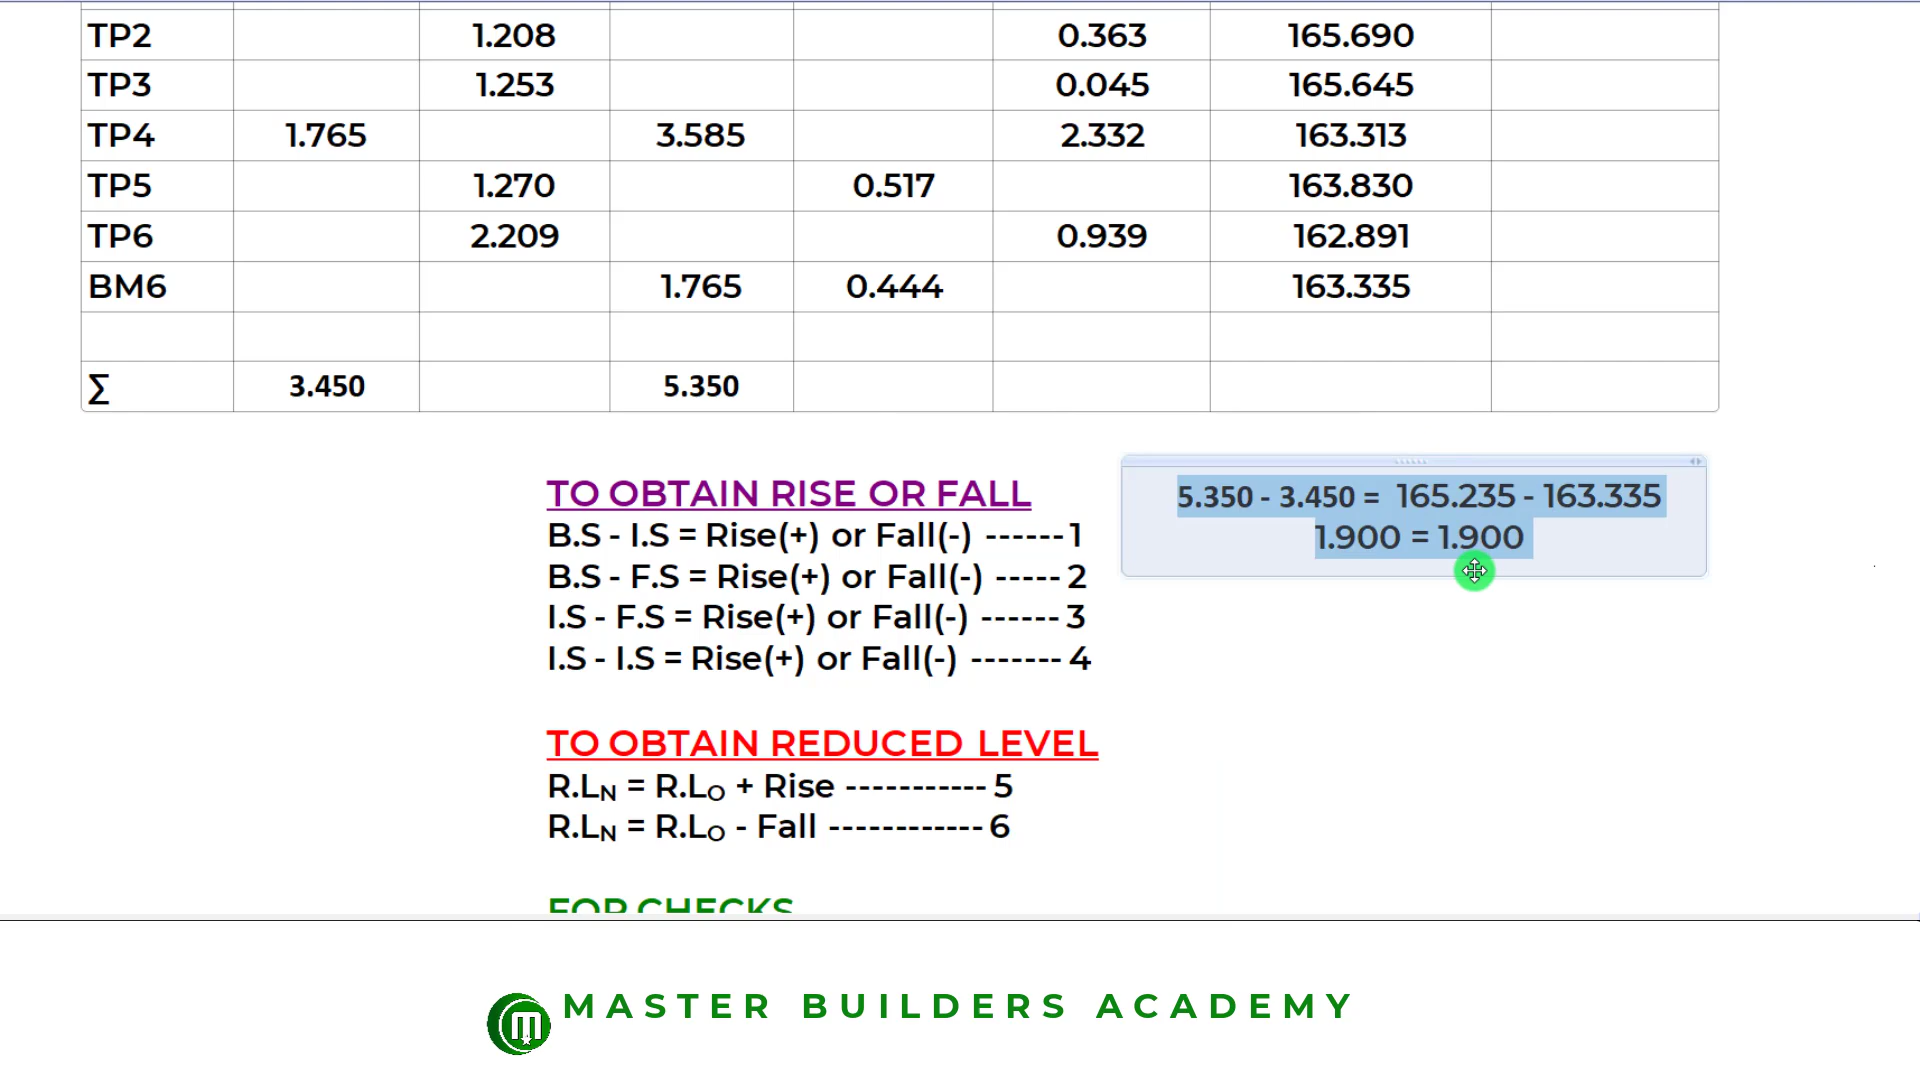 TP2 1.208 0.363 165.690
TP3 1.253 0.045 165.645
TP4 1.765 3.585 2.332 163.313
TP5 1.270 0.517 163.830
TP6 2.209 0.939 162.891
BM6 1.765 0.444 163.335
∑ 3.450 5.350
TO OBTAIN RISE OR FALL
B.S - I.S = Rise(+) or Fall(-) ------1
B.S - F.S = Rise(+) or Fall(-) ----- 2
I.S - F.S = Rise(+) or Fall(-) ------ 3
I.S - I.S = Rise(+) or Fall(-) ------- 4
5.350 - 3.450 = 165.235 - 163.335
1.900 = 1.900
TO OBTAIN REDUCED LEVEL
R.LN = R.LO + Rise ----------- 5
R.LN = R.LO - Fall ------------ 6
FOR CHECKS
MASTER BUILDERS ACADEMY